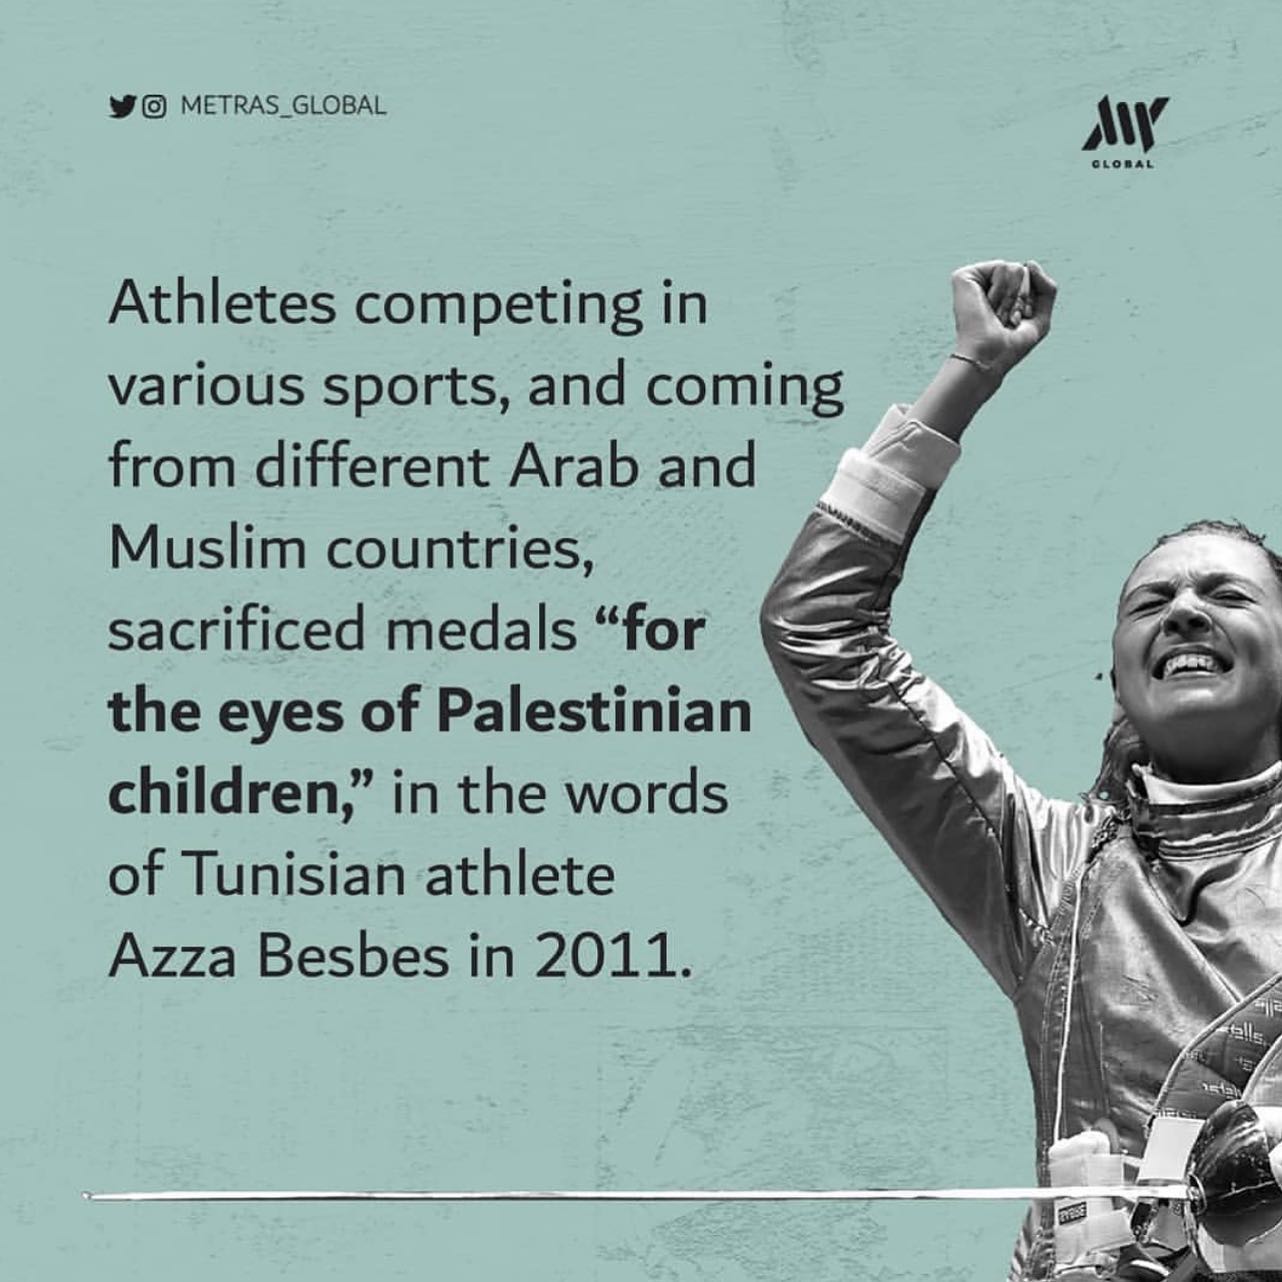 METRAS_GLOBAL
GLOBAL
Athletes competing in
various sports, and coming
from different Arab and
Muslim countries,
sacrificed medals “for
the eyes of Palestinian
children,” in the words
of Tunisian athlete
Azza Besbes in 2011.